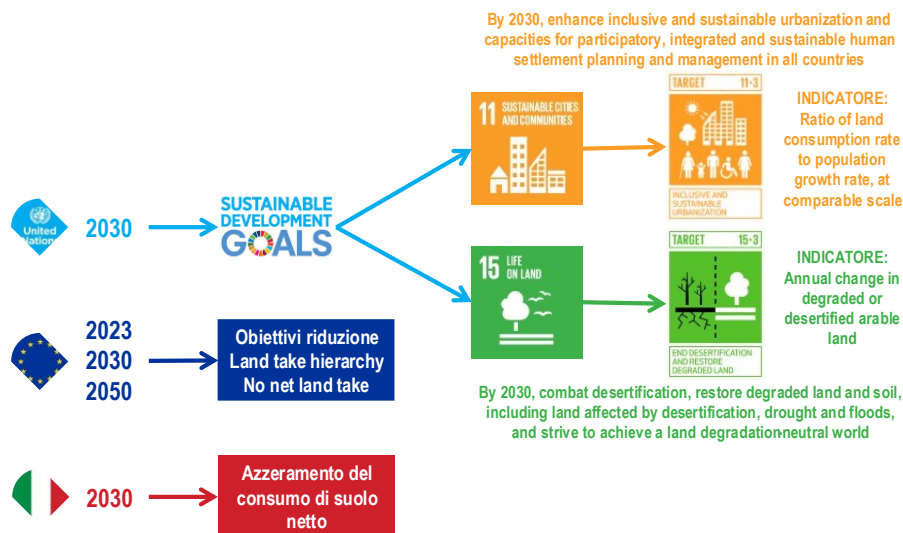 By 2030, enhance inclusive and sustainable urbanization and
capacities for participatory, integrated and sustainable human
settlement planning and management in all countries
11 SUSTAINABLE CITIES
AND COMMUNITIES
TARGET 11·3
INCLUSIVE AND
SUSTAINABLE
URBANIZATION
INDICATORE:
Ratio of land
consumption rate
to population
growth rate, at
comparable scale
United
Nation
2030
SUSTAINABLE
DEVELOPMENT
GOALS
15 LIFE
ON LAND
TARGET 15·3
END DESERTIFICATION
AND RESTORE
DEGRADED LAND
INDICATORE:
Annual change in
degraded or
desertified arable
land
By 2030, combat desertification, restore degraded land and soil,
including land affected by desertification, drought and floods,
and strive to achieve a land degradation-neutral world
2023
2030
2050
Obiettivi riduzione
Land take hierarchy
No net land take
2030
Azzeramento del
consumo di suolo
netto